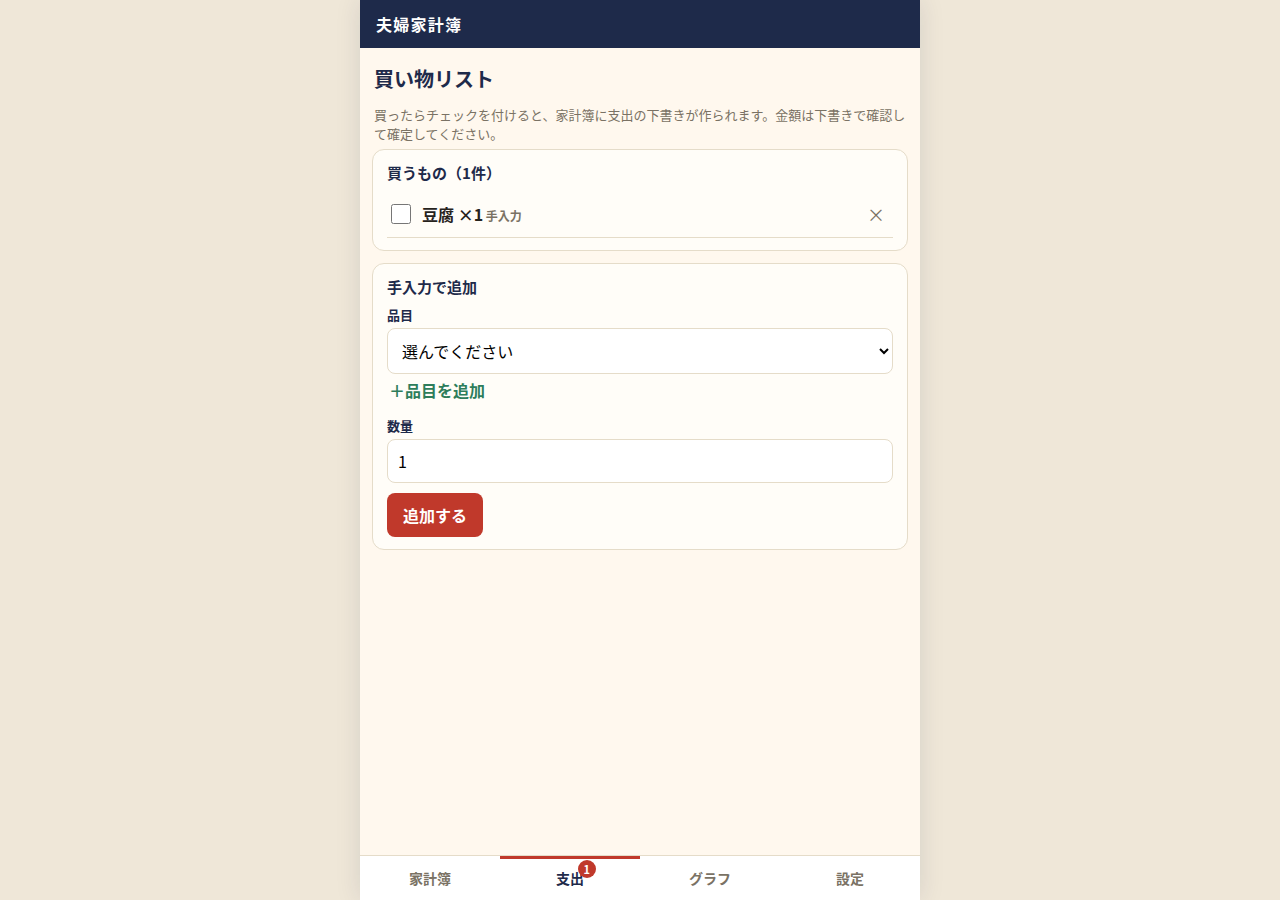 夫婦家計簿
買い物リスト
買ったらチェックを付けると、家計簿に支出の下書きが作られます。金額は下書きで確認し
て確定してください。
買うもの（1件）
豆腐 ×1 手入力 ×
手入力で追加
品目
選んでください
＋品目を追加
数量
1
追加する
家計簿 支出 1 グラフ 設定